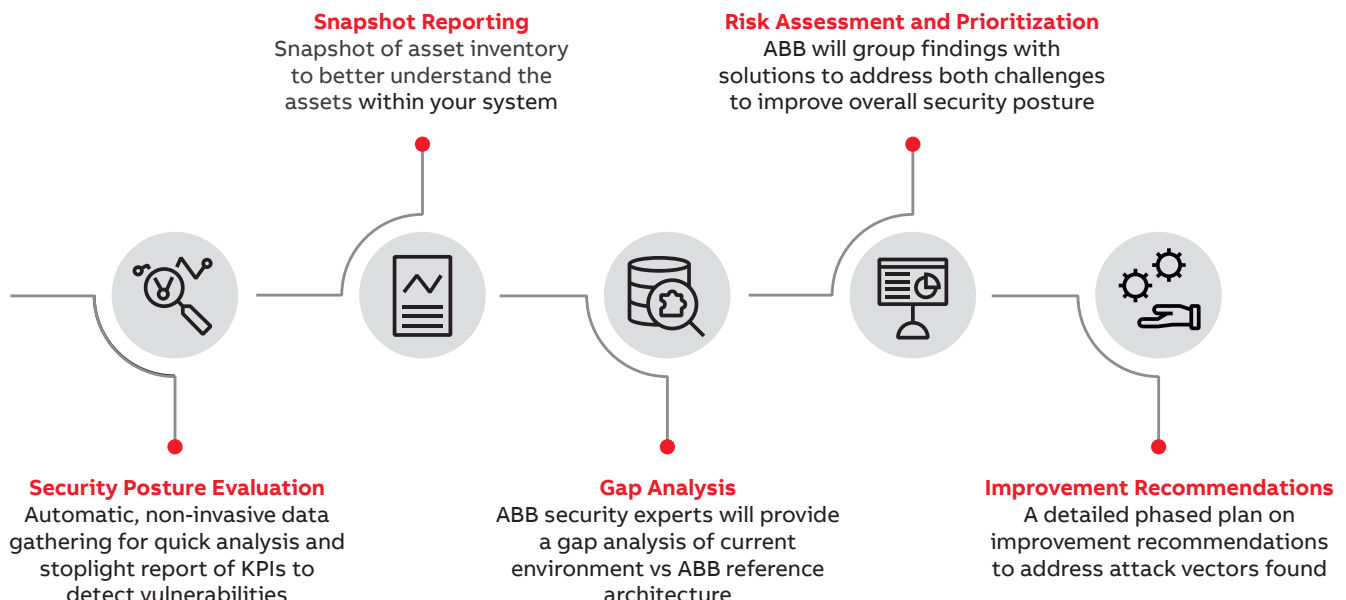 Snapshot Reporting
Snapshot of asset inventory
to better understand the
assets within your system
Risk Assessment and Prioritization
ABB will group findings with
solutions to address both challenges
to improve overall security posture
Security Posture Evaluation
Automatic, non-invasive data
gathering for quick analysis and
stoplight report of KPIs to
detect vulnerabilities
Gap Analysis
ABB security experts will provide
a gap analysis of current
environment vs ABB reference
architecture
Improvement Recommendations
A detailed phased plan on
improvement recommendations
to address attack vectors found